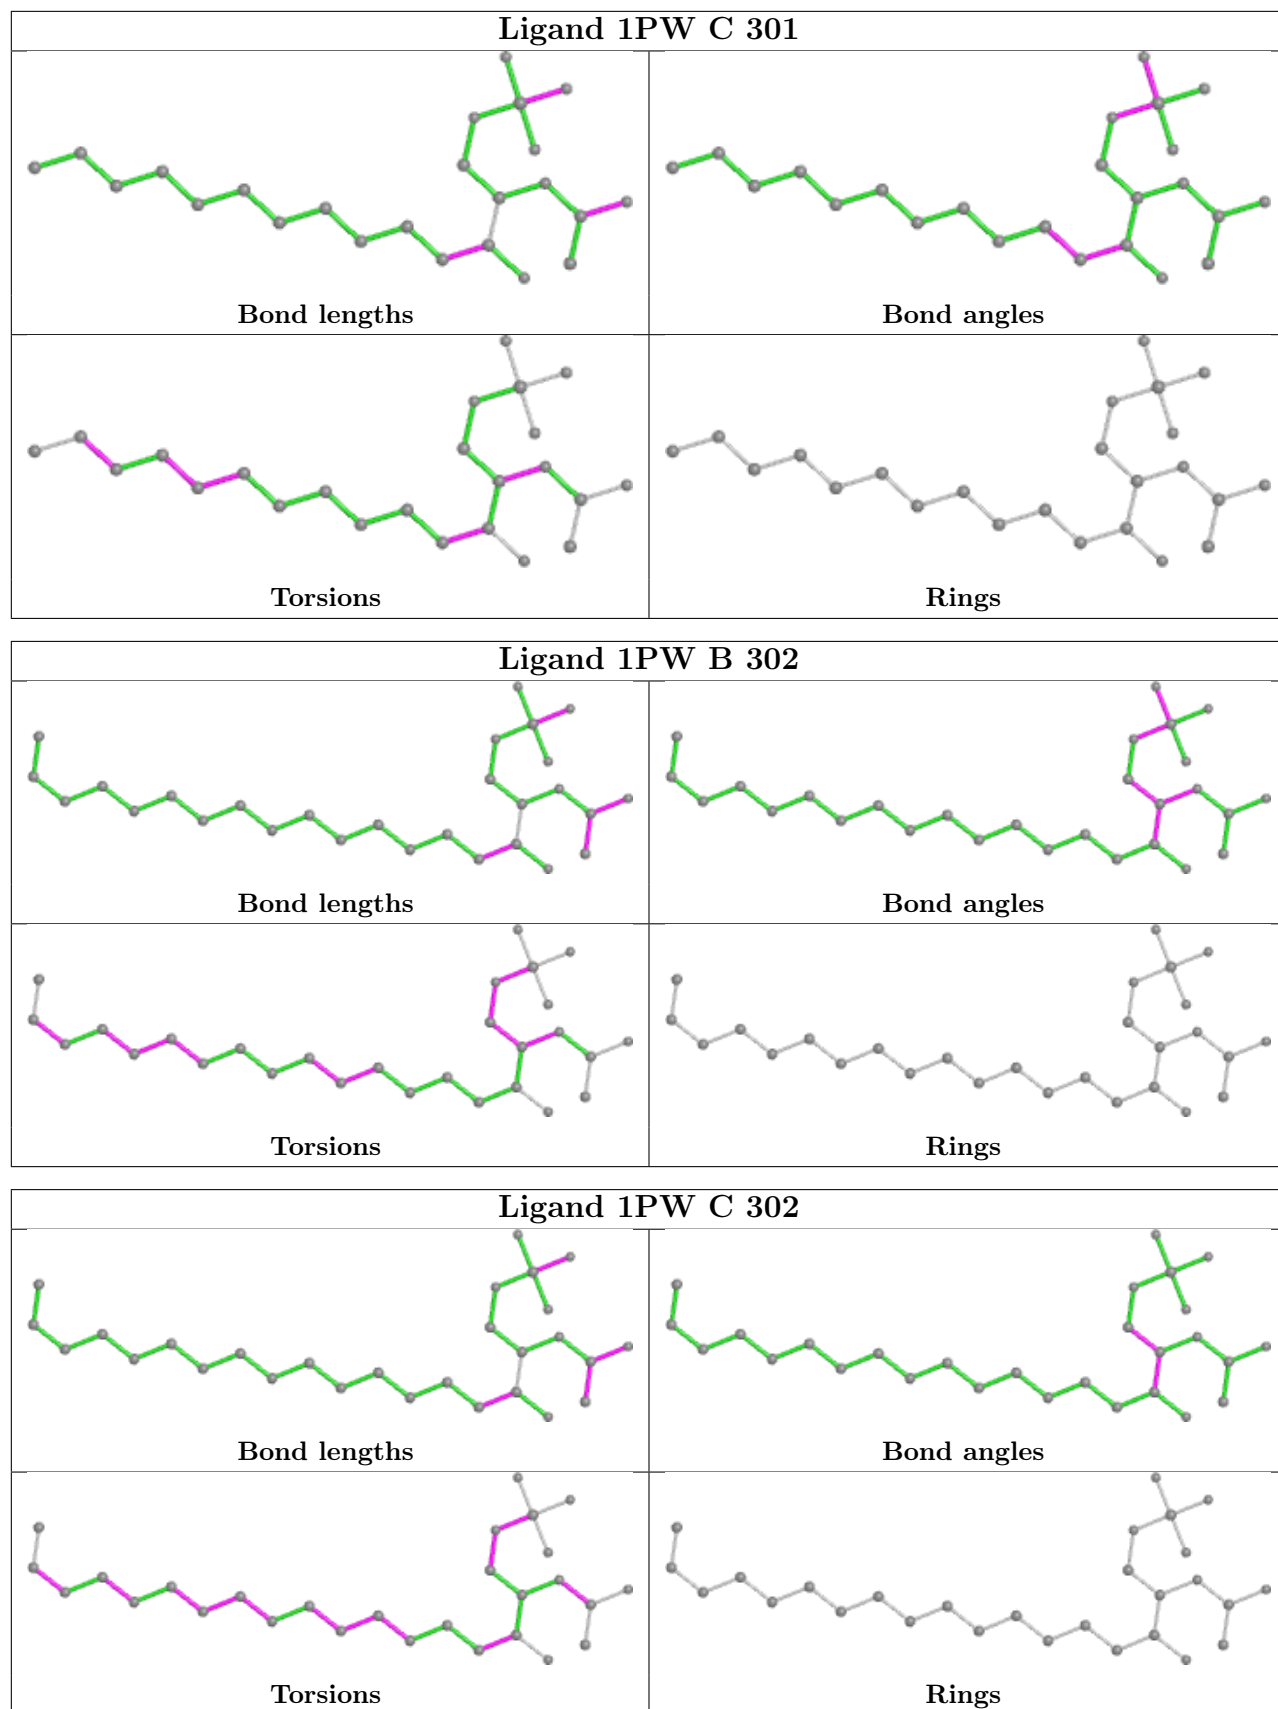 Ligand 1PW C 301
Bond lengths
Bond angles
Torsions
Rings
Ligand 1PW B 302
Bond lengths
Bond angles
Torsions
Rings
Ligand 1PW C 302
Bond lengths
Bond angles
Torsions
Rings